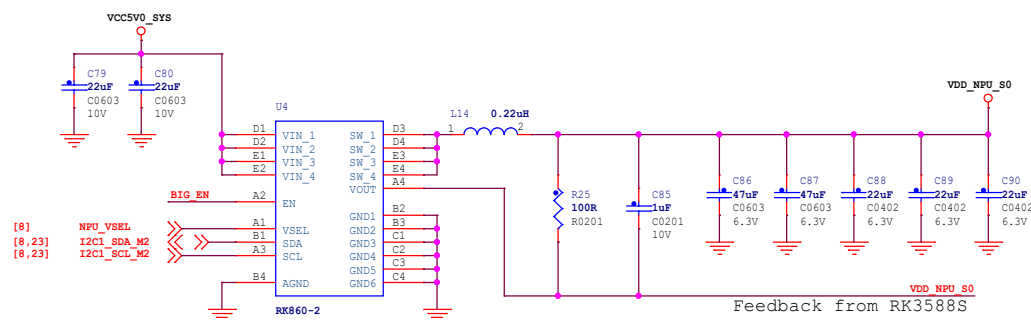 VCC5V0_SYS
C79
22uF
C0603
10V
C80
22uF
C0603
10V
U4
D1 VIN_1
D2 VIN_2
E1 VIN_3
E2 VIN_4
A2 EN
A1 VSEL
B1 SDA
A3 SCL
B4 AGND
SW_1 D3
SW_2 D4
SW_3 E3
SW_4 E4
VOUT A4
GND1 B2
GND2 B3
GND3 C1
GND4 C2
GND5 C3
GND6 C4
RK860-2
BIG_EN
[8] NPU_VSEL
[8,23] I2C1_SDA_M2
[8,23] I2C1_SCL_M2
L14 0.22uH
1 2
VDD_NPU_S0
R25
100R
R0201
C85
1uF
C0201
10V
C86
47uF
C0603
6.3V
C87
47uF
C0603
6.3V
C88
22uF
C0402
6.3V
C89
22uF
C0402
6.3V
C90
22uF
C0402
6.3V
VDD_NPU_S0
Feedback from RK3588S